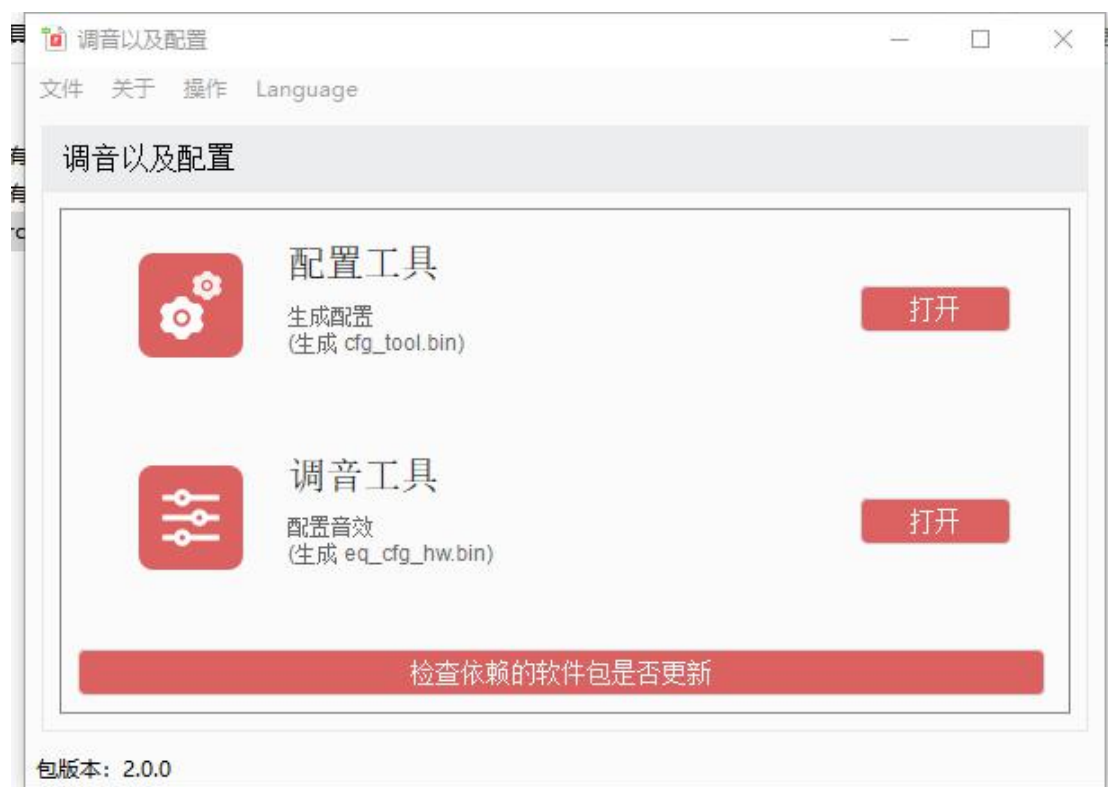 调音以及配置
文件 关于 操作 Language
调音以及配置
配置工具
生成配置
(生成 cfg_tool.bin)
打开
调音工具
配置音效
(生成 eq_cfg_hw.bin)
打开
检查依赖的软件包是否更新
包版本：2.0.0